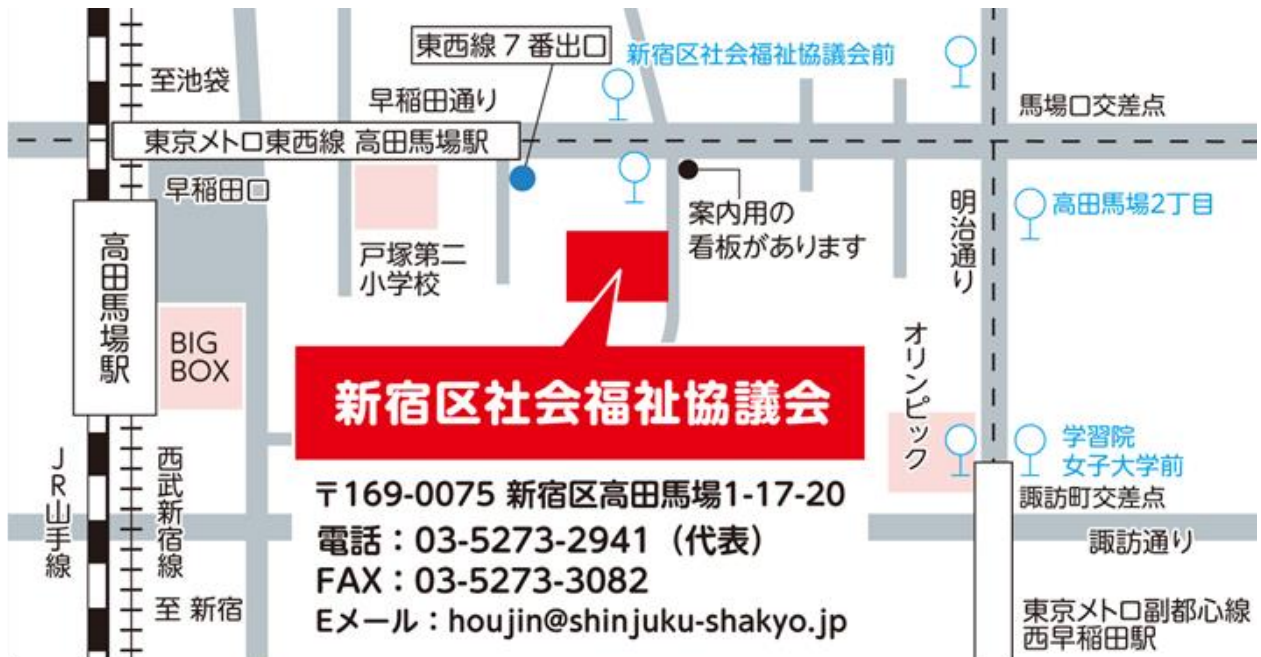 東西線７番出口
新宿区社会福祉協議会前
至池袋
早稲田通り
馬場口交差点
東京メトロ東西線 高田馬場駅
早稲田口
案内用の
看板があります
明治通り
高田馬場2丁目
戸塚第二
小学校
高田馬場駅
BIG
BOX
オリンピック
新宿区社会福祉協議会
学習院
女子大学前
JR山手線
西武新宿線
〒169-0075 新宿区高田馬場1-17-20
諏訪町交差点
電話：03-5273-2941（代表）
諏訪通り
FAX：03-5273-3082
至 新宿
Eメール：houjin@shinjuku-shakyo.jp
東京メトロ副都心線
西早稲田駅